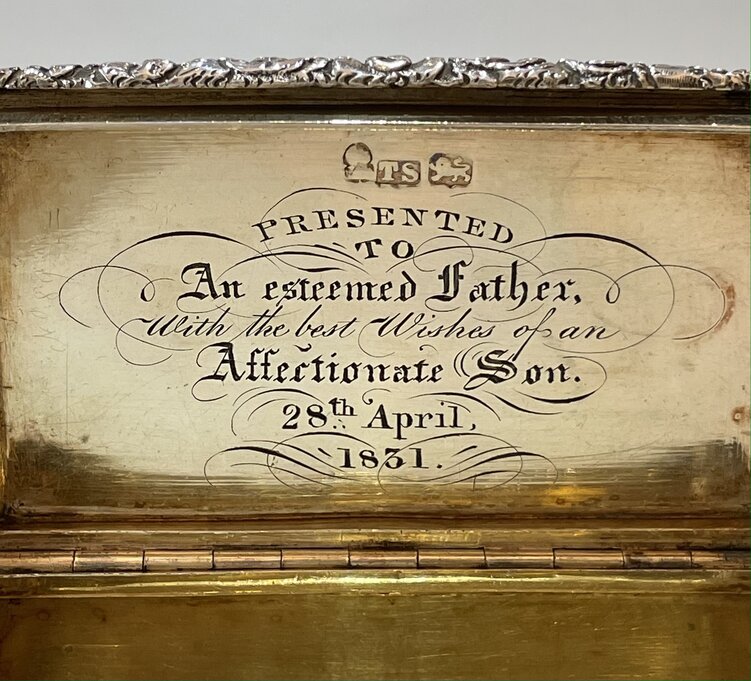 TS
PRESENTED
TO
An esteemed Father,
With the best Wishes of an
Affectionate Son.
28th April,
1831.